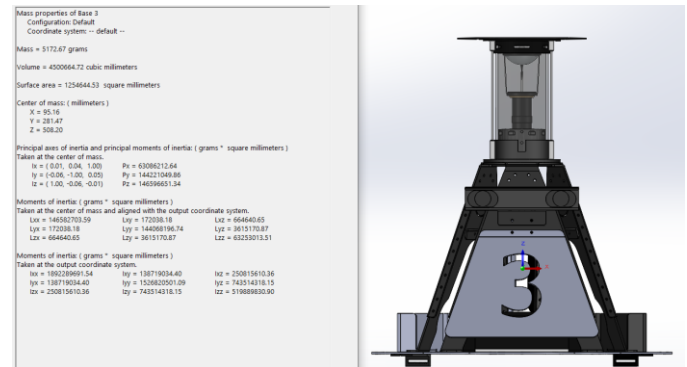 Mass properties of Base 3
Configuration: Default
Coordinate system: -- default --
Mass = 5172.67 grams
Volume = 4500664.72 cubic millimeters
Surface area = 1254644.53 square millimeters
Center of mass: ( millimeters )
X = 95.16
Y = 281.47
Z = 508.20
Principal axes of inertia and principal moments of inertia: ( grams * square millimeters )
Taken at the center of mass.
Ix = ( 0.01, 0.04, 1.00) Px = 63086212.64
Iy = (-0.06, -1.00, 0.05) Py = 144221049.86
Iz = ( 1.00, -0.06, -0.01) Pz = 146596651.34
Moments of inertia: ( grams * square millimeters )
Taken at the center of mass and aligned with the output coordinate system.
Lxx = 146582703.59 Lxy = 172038.18 Lxz = 664640.65
Lyx = 172038.18 Lyy = 144068196.74 Lyz = 3615170.87
Lzx = 664640.65 Lzy = 3615170.87 Lzz = 63253013.51
Moments of inertia: ( grams * square millimeters )
Taken at the output coordinate system.
Ixx = 1892289691.54 Ixy = 138719034.40 Ixz = 250815610.36
Iyx = 138719034.40 Iyy = 1526820501.09 Iyz = 743514318.15
Izx = 250815610.36 Izy = 743514318.15 Izz = 519889830.90
Z
X
3